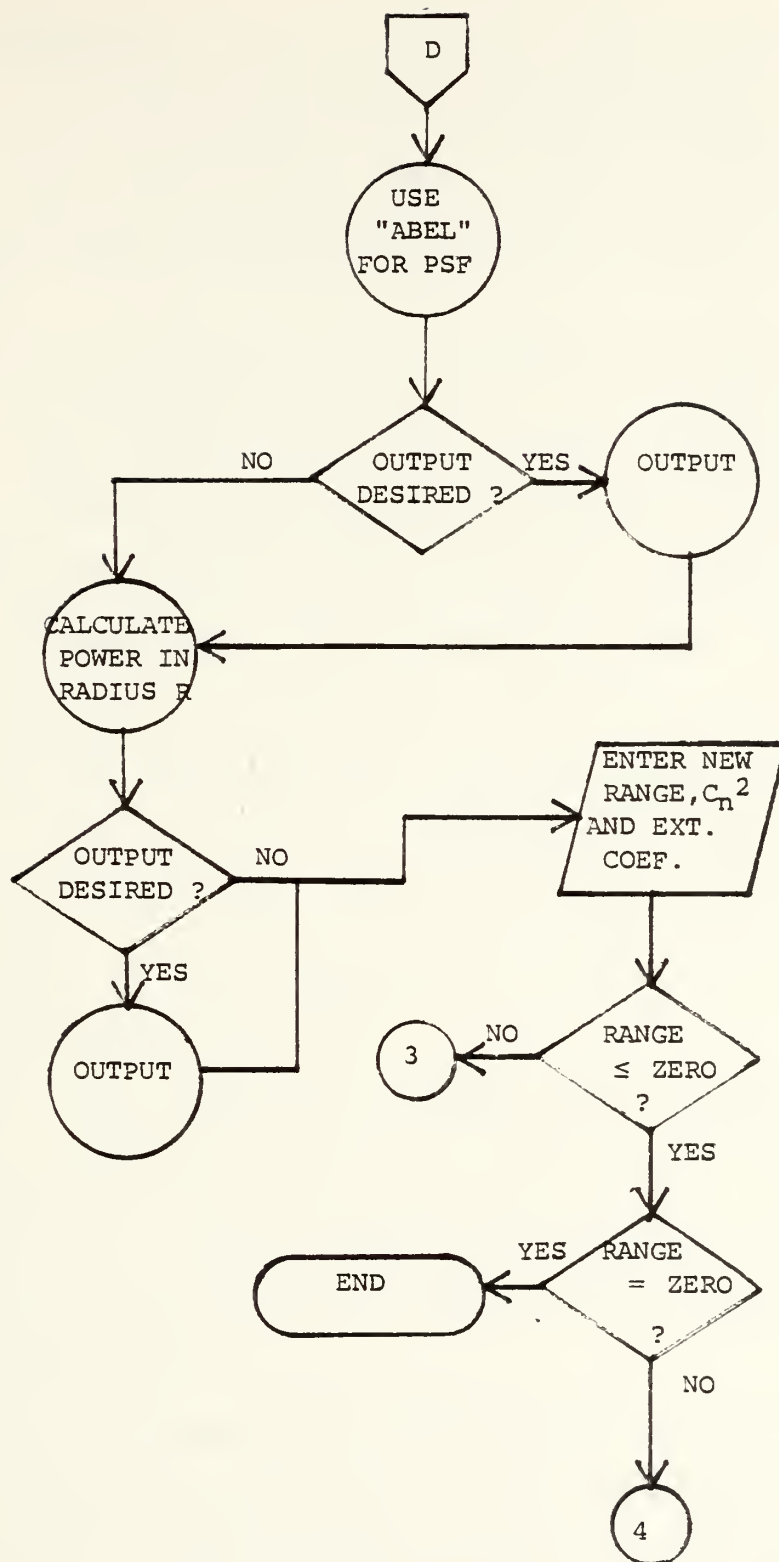 D
USE
"ABEL"
FOR PSF
NO
OUTPUT
DESIRED ?
YES
OUTPUT
CALCULATE
POWER IN
RADIUS R
ENTER NEW
RANGE, Cn²
AND EXT.
COEF.
OUTPUT
DESIRED ?
NO
YES
OUTPUT
3
NO
RANGE
≤ ZERO
?
YES
END
YES
RANGE
= ZERO
?
NO
4